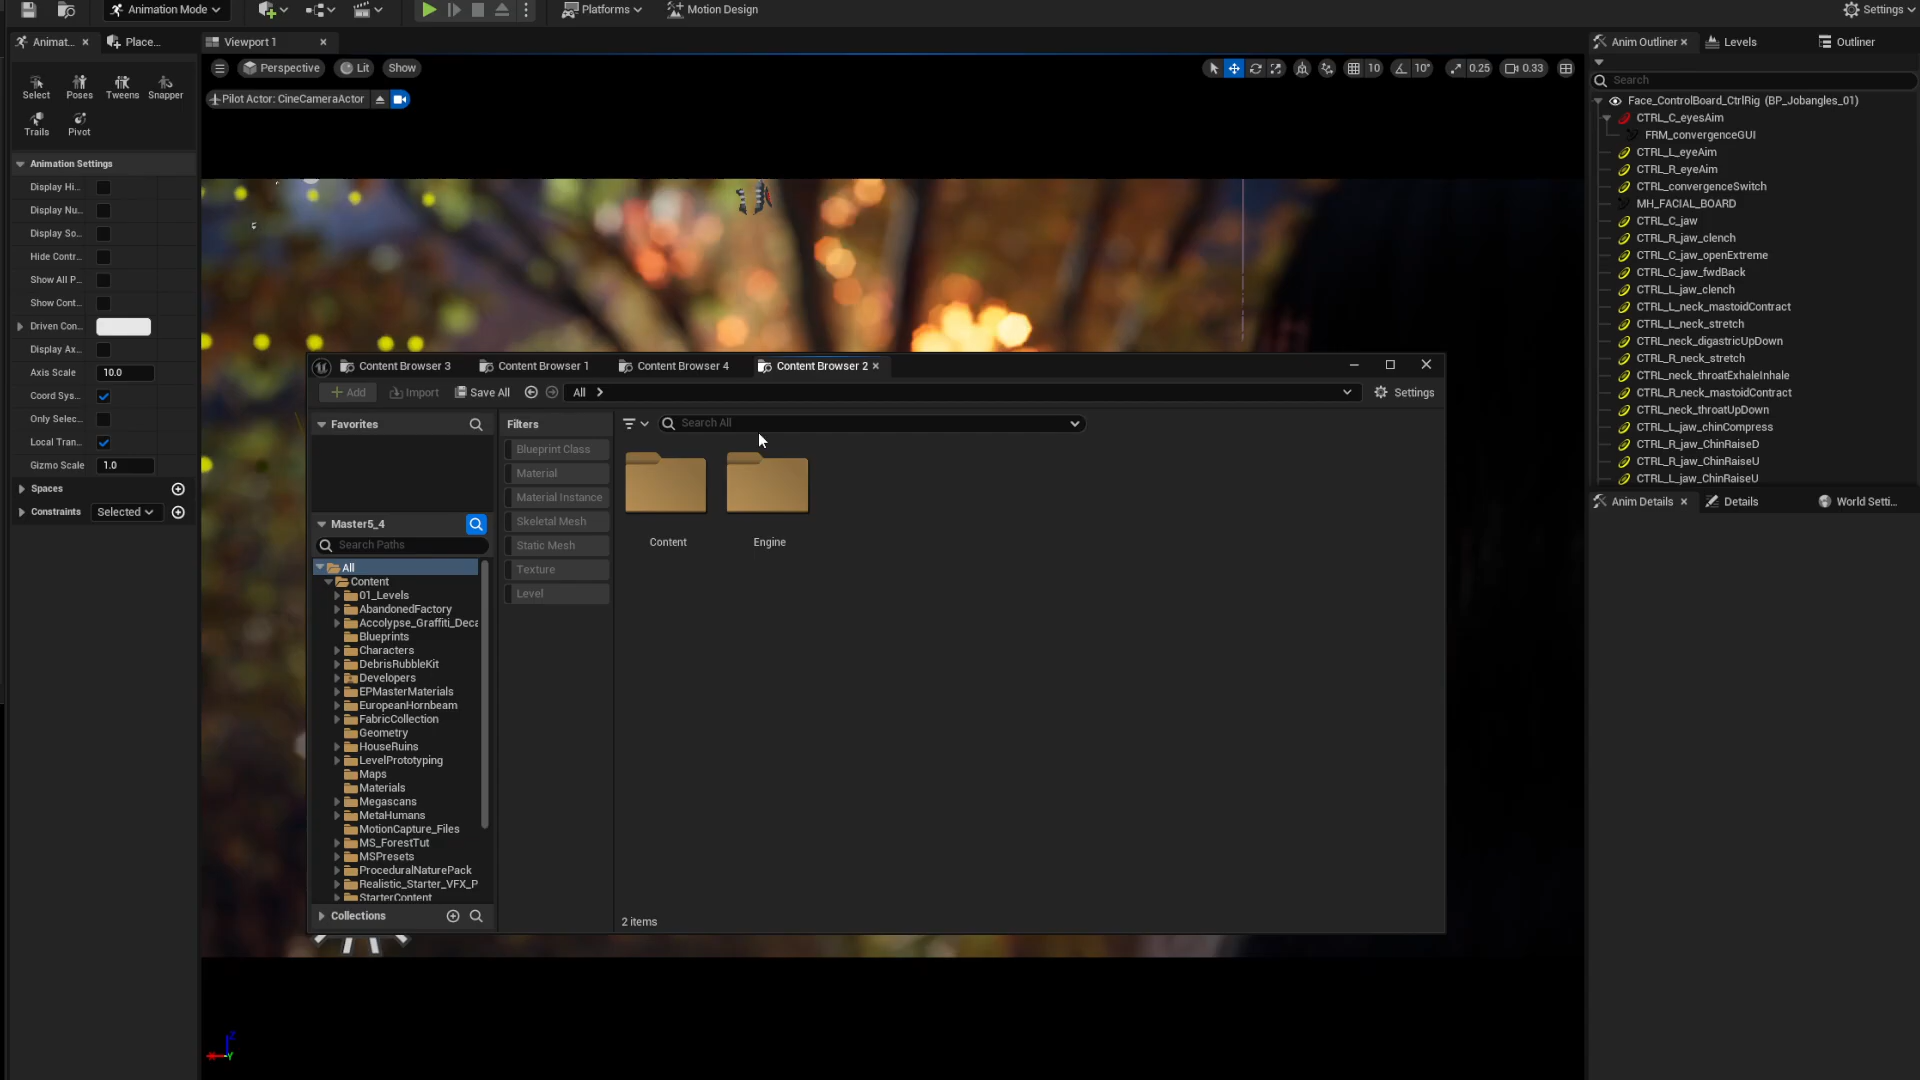 Animation Mode
Platforms
Motion Design
Settings
Animat...
Place...
Viewport 1
Anim Outliner
Levels
Outliner
Perspective
Lit
Show
10
10°
0.25
0.33
Pilot Actor: CineCameraActor
Select
Poses
Tweens
Snapper
Trails
Pivot
Animation Settings
Display Hi...
Display Nu...
Display So...
Hide Contr...
Show All P...
Show Cont...
Driven Con...
Display Ax...
Axis Scale
10.0
Coord Sys...
Only Selec...
Local Tran...
Gizmo Scale
1.0
Spaces
Constraints
Selected
Search
Face_ControlBoard_CtrlRig (BP_Jobangles_01)
CTRL_C_eyesAim
FRM_convergenceGUI
CTRL_L_eyeAim
CTRL_R_eyeAim
CTRL_convergenceSwitch
MH_FACIAL_BOARD
CTRL_C_jaw
CTRL_R_jaw_clench
CTRL_C_jaw_openExtreme
CTRL_C_jaw_fwdBack
CTRL_L_jaw_clench
CTRL_L_neck_mastoidContract
CTRL_L_neck_stretch
CTRL_neck_digastricUpDown
CTRL_R_neck_stretch
CTRL_neck_throatExhaleInhale
CTRL_R_neck_mastoidContract
CTRL_neck_throatUpDown
CTRL_L_jaw_chinCompress
CTRL_R_jaw_ChinRaiseD
CTRL_R_jaw_ChinRaiseU
CTRL_L_jaw_ChinRaiseU
Anim Details
Details
World Setti...
Content Browser 3
Content Browser 1
Content Browser 4
Content Browser 2
Add
Import
Save All
All
Settings
Favorites
Filters
Search All
Blueprint Class
Material
Material Instance
Skeletal Mesh
Static Mesh
Texture
Level
Content
Engine
Master5_4
Search Paths
All
Content
01_Levels
AbandonedFactory
Accolypse_Graffiti_Deca
Blueprints
Characters
DebrisRubbleKit
Developers
EPMasterMaterials
EuropeanHornbeam
FabricCollection
Geometry
HouseRuins
LevelPrototyping
Maps
Materials
Megascans
MetaHumans
MotionCapture_Files
MS_ForestTut
MSPresets
ProceduralNaturePack
Realistic_Starter_VFX_P
StarterContent
Collections
2 items
Z
X
Y